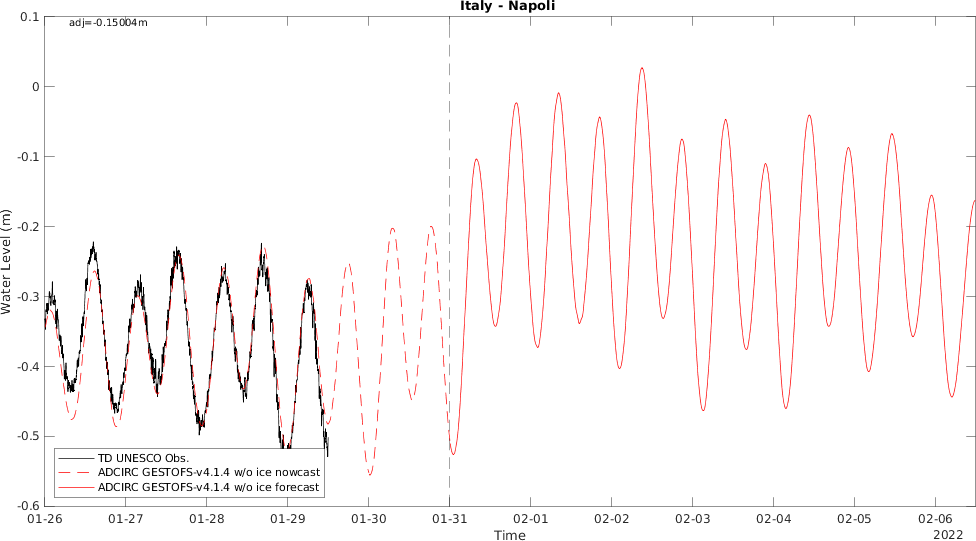 Italy - Napoli
adj=-0.15004m
0.1
0
-0.1
-0.2
-0.3
-0.4
-0.5
-0.6
Water Level (m)
TD UNESCO Obs.
ADCIRC GESTOFS-v4.1.4 w/o ice nowcast
ADCIRC GESTOFS-v4.1.4 w/o ice forecast
01-26 01-27 01-28 01-29 01-30 01-31 02-01 02-02 02-03 02-04 02-05 02-06
Time
2022